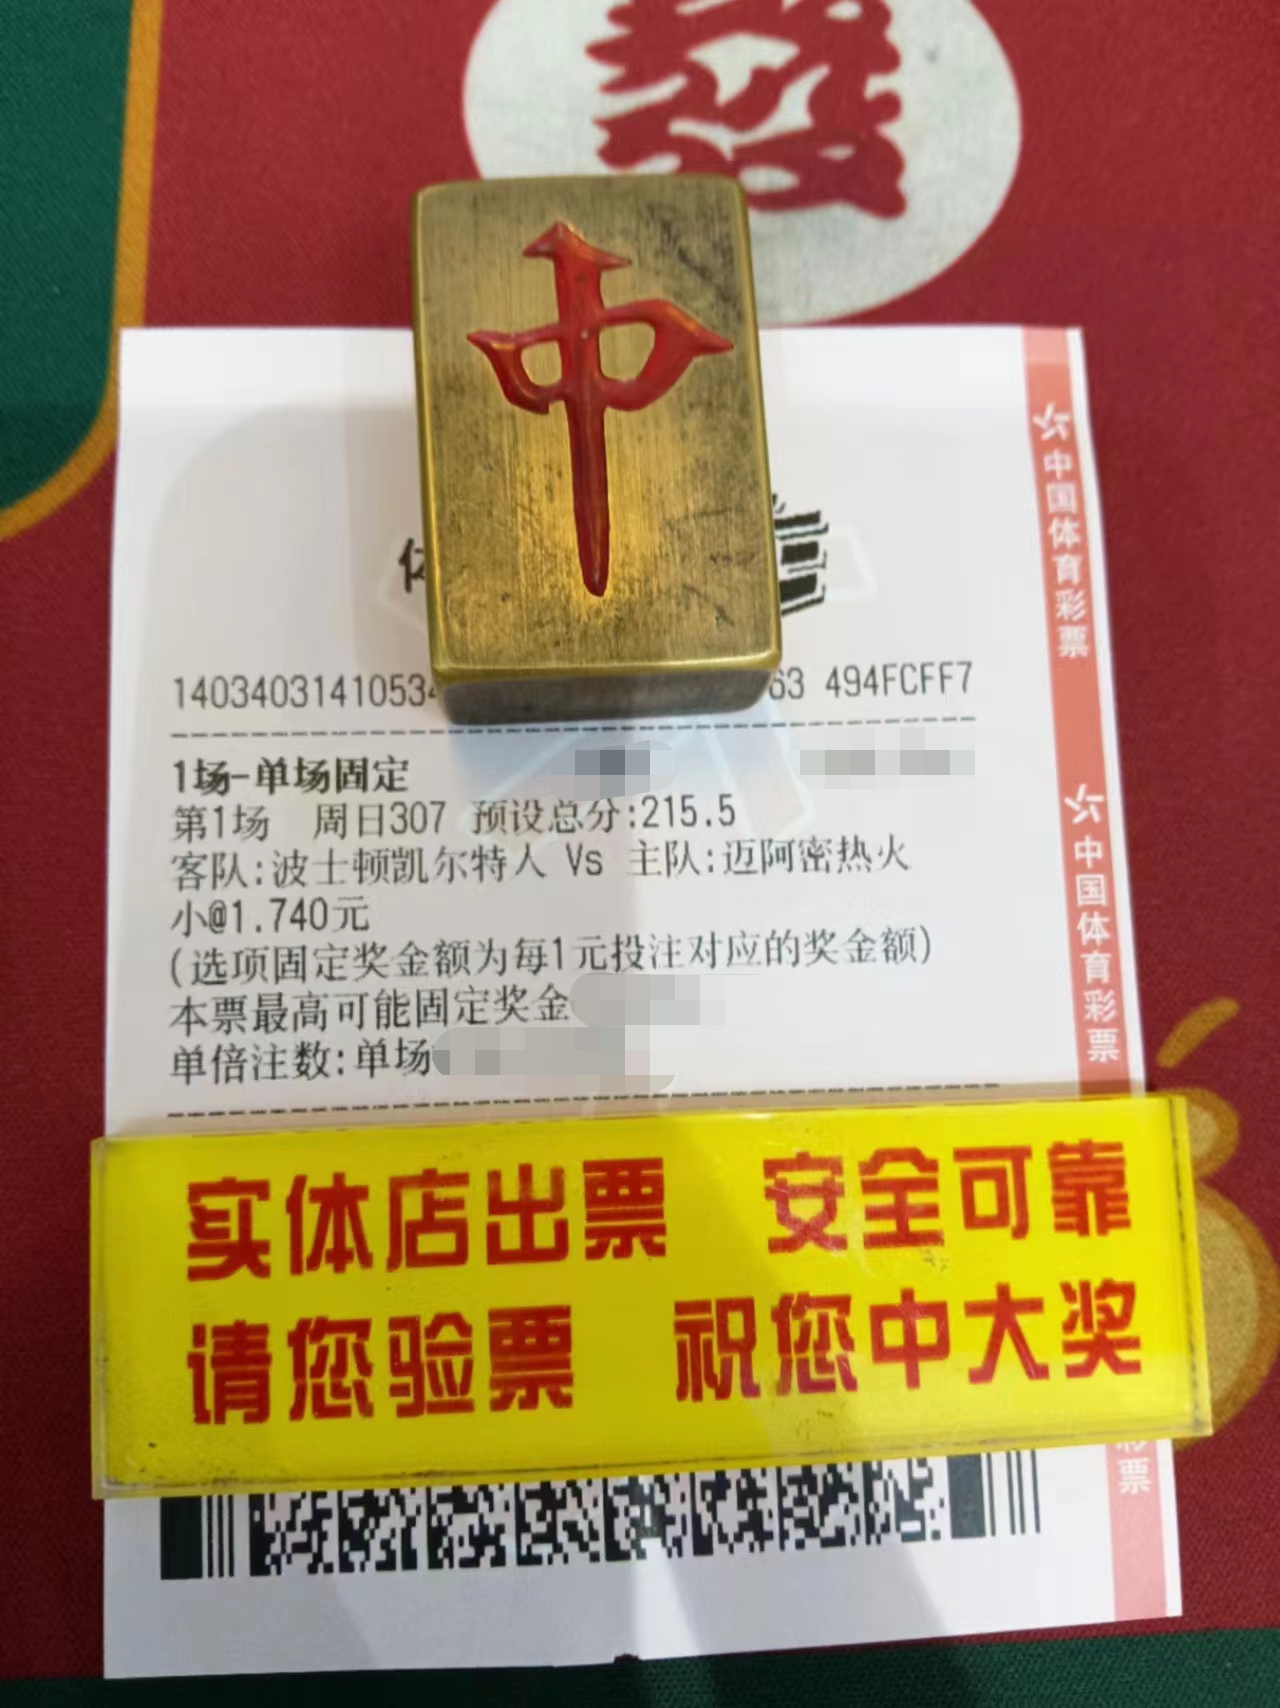 發
中
14034031410534
63 494FCFF7
1场-单场固定
第1场 周日307 预设总分:215.5
客队:波士顿凯尔特人 Vs 主队:迈阿密热火
小@1.740元
(选项固定奖金额为每1元投注对应的奖金额)
本票最高可能固定奖金
单倍注数:单场
实体店出票 安全可靠
请您验票 祝您中大奖
中国体育彩票
中国体育彩票
彩票